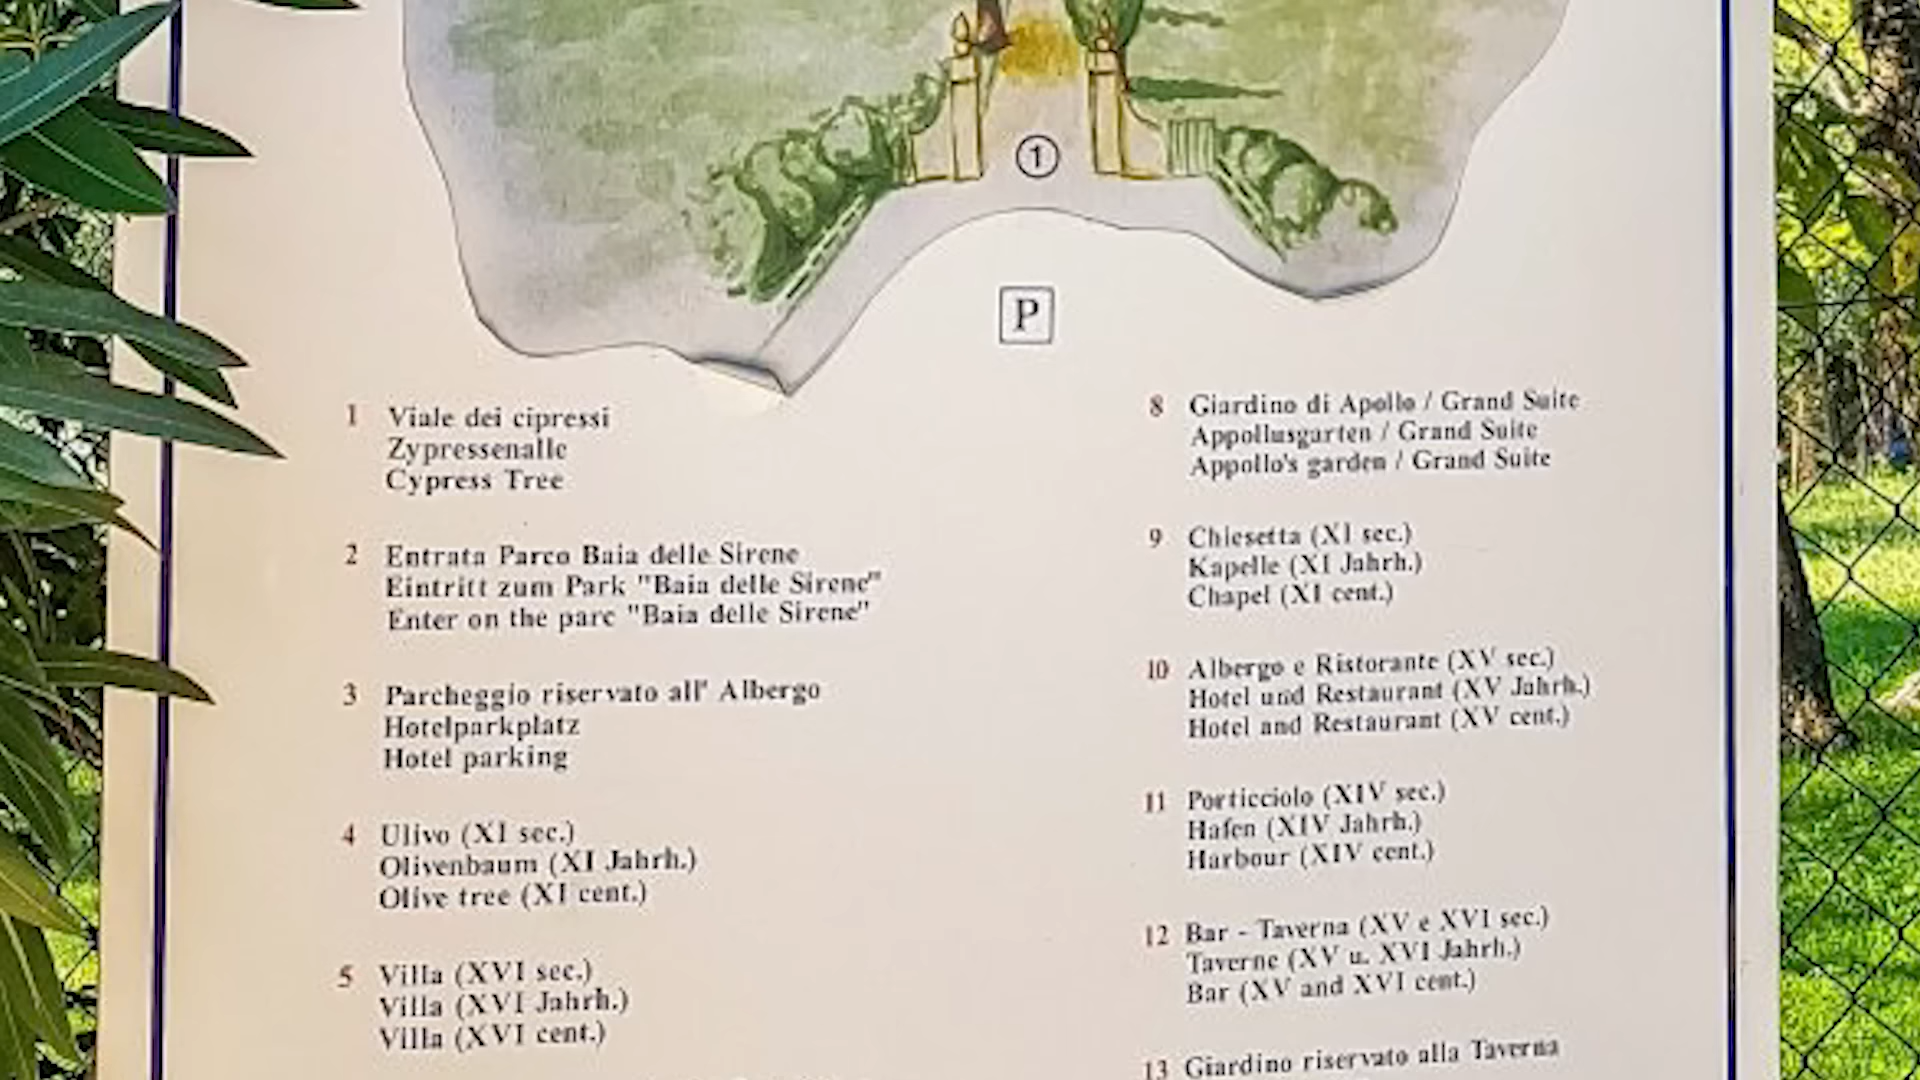 1
P
1 Viale dei cipressi
Zypressenalle
Cypress Tree
2 Entrata Parco Baia delle Sirene
Eintritt zum Park "Baia delle Sirene"
Enter on the parc "Baia delle Sirene"
3 Parcheggio riservato all' Albergo
Hotelparkplatz
Hotel parking
4 Ulivo (XI sec.)
Olivenbaum (XI Jahrh.)
Olive tree (XI cent.)
5 Villa (XVI sec.)
Villa (XVI Jahrh.)
Villa (XVI cent.)
8 Giardino di Apollo / Grand Suite
Appollusgarten / Grand Suite
Appollo's garden / Grand Suite
9 Chiesetta (XI sec.)
Kapelle (XI Jahrh.)
Chapel (XI cent.)
10 Albergo e Ristorante (XV sec.)
Hotel und Restaurant (XV Jahrh.)
Hotel and Restaurant (XV cent.)
11 Porticciolo (XIV sec.)
Hafen (XIV Jahrh.)
Harbour (XIV cent.)
12 Bar - Taverna (XV e XVI sec.)
Taverne (XV u. XVI Jahrh.)
Bar (XV and XVI cent.)
13 Giardino riservato alla Taverna